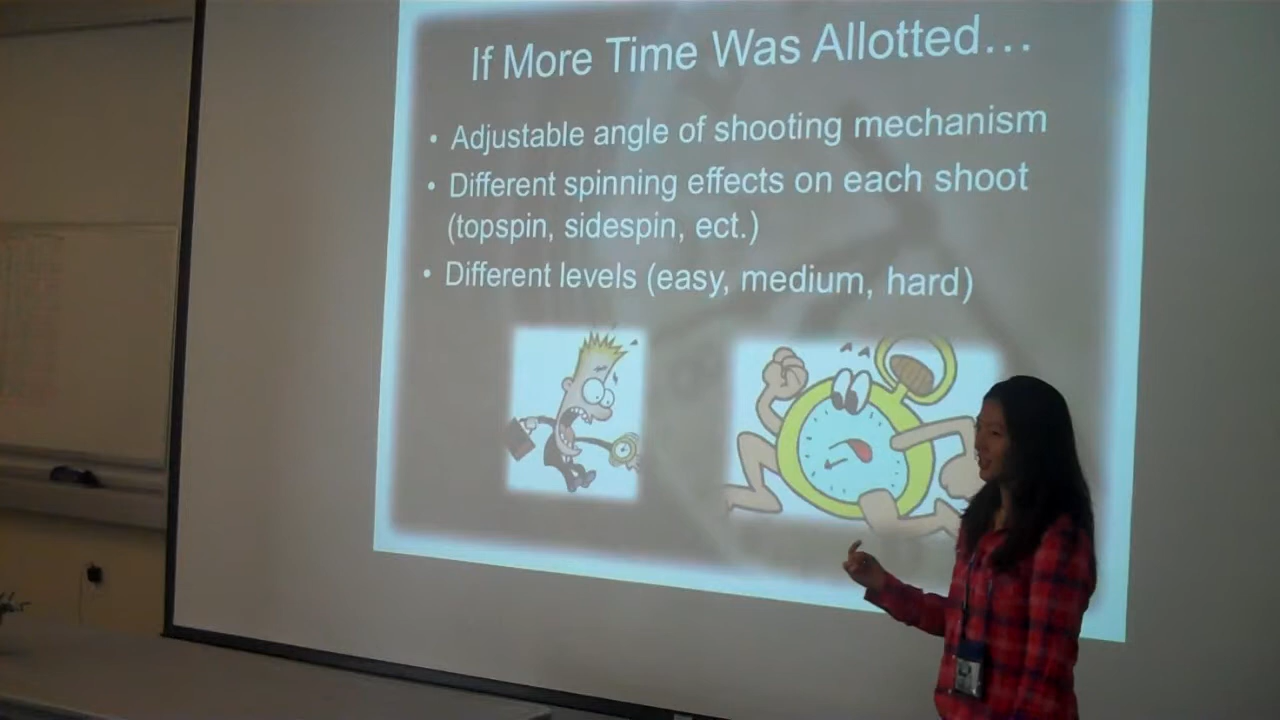 If More Time Was Allotted...
• Adjustable angle of shooting mechanism
• Different spinning effects on each shoot
(topspin, sidespin, ect.)
• Different levels (easy, medium, hard)